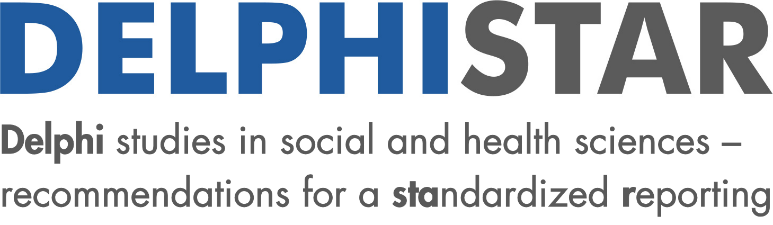 DELPHISTAR
Delphi studies in social and health sciences –
recommendations for a standardized reporting